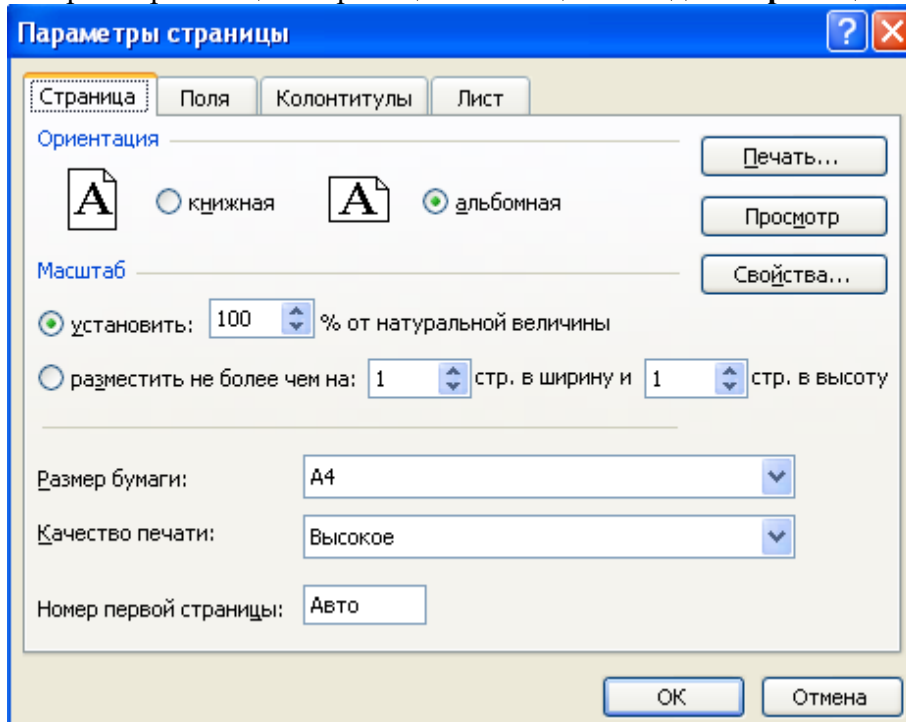 Параметры страницы
Страница Поля Колонтитулы Лист
Ориентация
A книжная A альбомная
Печать...
Просмотр
Масштаб
Свойства...
установить: 100 % от натуральной величины
разместить не более чем на: 1 стр. в ширину и 1 стр. в высоту
Размер бумаги: A4
Качество печати: Высокое
Номер первой страницы: Авто
ОК Отмена